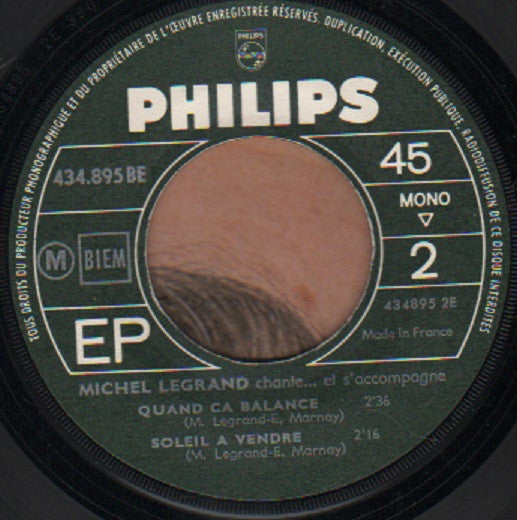 TOUS DROITS DU PRODUCTEUR PHONOGRAPHIQUE ET DU PROPRIÉTAIRE DE L'ŒUVRE ENREGISTRÉE RÉSERVÉS. DUPLICATION, EXÉCUTION PUBLIQUE, RADIODIFFUSION DE CE DISQUE INTERDITES
PHILIPS
PHILIPS
434.895 BE
45
MONO
M BIEM
2
434895 2E
EP
Made in France
MICHEL LEGRAND chante... et s'accompagne
QUAND CA BALANCE 2'36
(M. Legrand-E. Marnay)
SOLEIL A VENDRE 2'16
(M. Legrand-E. Marnay)